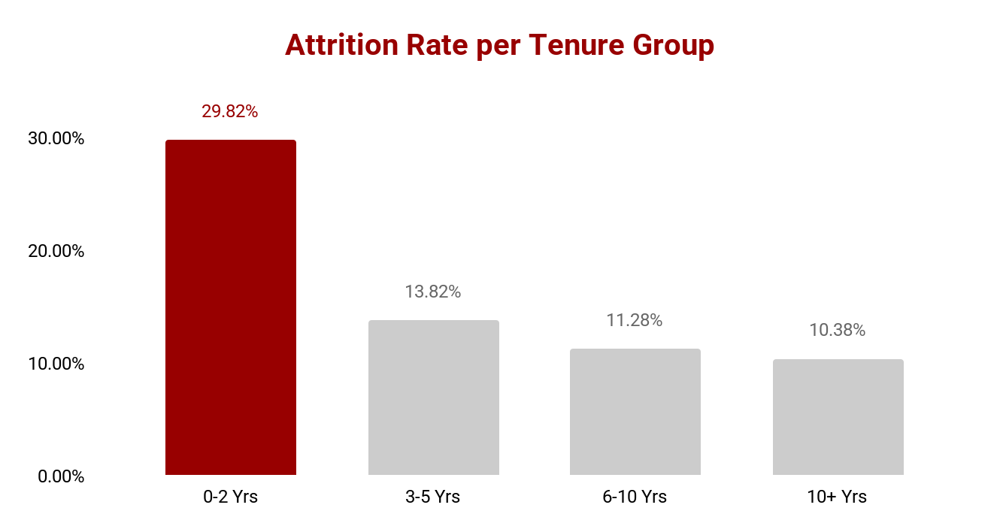 Attrition Rate per Tenure Group
29.82%
30.00%
20.00%
13.82%
11.28%
10.38%
10.00%
0.00%
0-2 Yrs
3-5 Yrs
6-10 Yrs
10+ Yrs